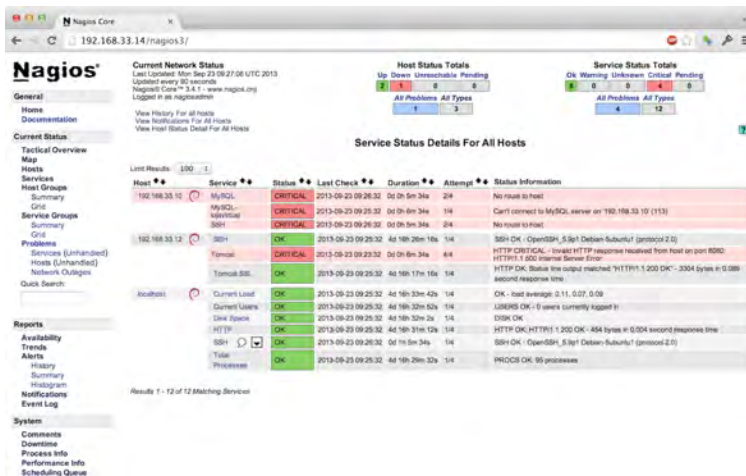 Nagios Core
192.168.33.14/nagios3/
Nagios®
General
Home
Documentation
Current Status
Tactical Overview
Map
Hosts
Services
Host Groups
Summary
Grid
Service Groups
Summary
Grid
Problems
Services (Unhandled)
Hosts (Unhandled)
Network Outages
Quick Search:
Reports
Availability
Trends
Alerts
History
Summary
Histogram
Notifications
Event Log
System
Comments
Downtime
Process Info
Performance Info
Scheduling Queue
Current Network Status
Last Updated: Mon Sep 23 09:27:08 UTC 2013
Updated every 90 seconds
Nagios® Core™ 3.4.1 - www.nagios.org
Logged in as nagiosadmin
View History For all hosts
View Notifications For All Hosts
View Host Status Detail For All Hosts
Host Status Totals
Up Down Unreachable Pending
2 1 0 0
All Problems All Types
1 3
Service Status Totals
Ok Warning Unknown Critical Pending
8 0 0 4 0
All Problems All Types
4 12
Service Status Details For All Hosts
Limit Results: 100
Host Service Status Last Check Duration Attempt Status Information
192.168.33.10 MySQL CRITICAL 2013-09-23 09:26:32 0d 0h 5m 34s 2/4 No route to host
MySQL- CRITICAL 2013-09-23 09:25:32 0d 0h 6m 34s 1/4 Can't connect to MySQL server on '192.168.33.10' (113)
SSH CRITICAL 2013-09-23 09:26:32 0d 0h 5m 34s 2/4 No route to host
192.168.33.12 SSH OK 2013-09-23 09:25:32 4d 16h 26m 16s 1/4 SSH OK - OpenSSH_5.9p1 Debian-5ubuntu1 (protocol 2.0)
Tomcat CRITICAL 2013-09-23 09:25:32 0d 0h 6m 34s 4/4 HTTP CRITICAL - Invalid HTTP response received from host on port 8080:
HTTP/1.1 500 Internal Server Error
Tomcat SSL OK 2013-09-23 09:25:32 4d 16h 17m 16s 1/4 HTTP OK: Status line output matched "HTTP/1.1 200 OK" - 3304 bytes in 0.089
second response time
localhost Current Load OK 2013-09-23 09:25:32 4d 16h 33m 42s 1/4 OK - load average: 0.11, 0.07, 0.09
Current Users OK 2013-09-23 09:25:32 4d 16h 32m 52s 1/4 USERS OK - 0 users currently logged in
Disk Space OK 2013-09-23 09:25:32 4d 16h 32m 2s 1/4 DISK OK
HTTP OK 2013-09-23 09:25:32 4d 16h 31m 12s 1/4 HTTP OK: HTTP/1.1 200 OK - 454 bytes in 0.004 second response time
SSH OK 2013-09-23 09:25:32 0d 1h 5m 34s 1/4 SSH OK - OpenSSH_5.9p1 Debian-5ubuntu1 (protocol 2.0)
Total
Processes OK 2013-09-23 09:25:32 4d 16h 29m 32s 1/4 PROCS OK: 95 processes
Results 1 - 12 of 12 Matching Services